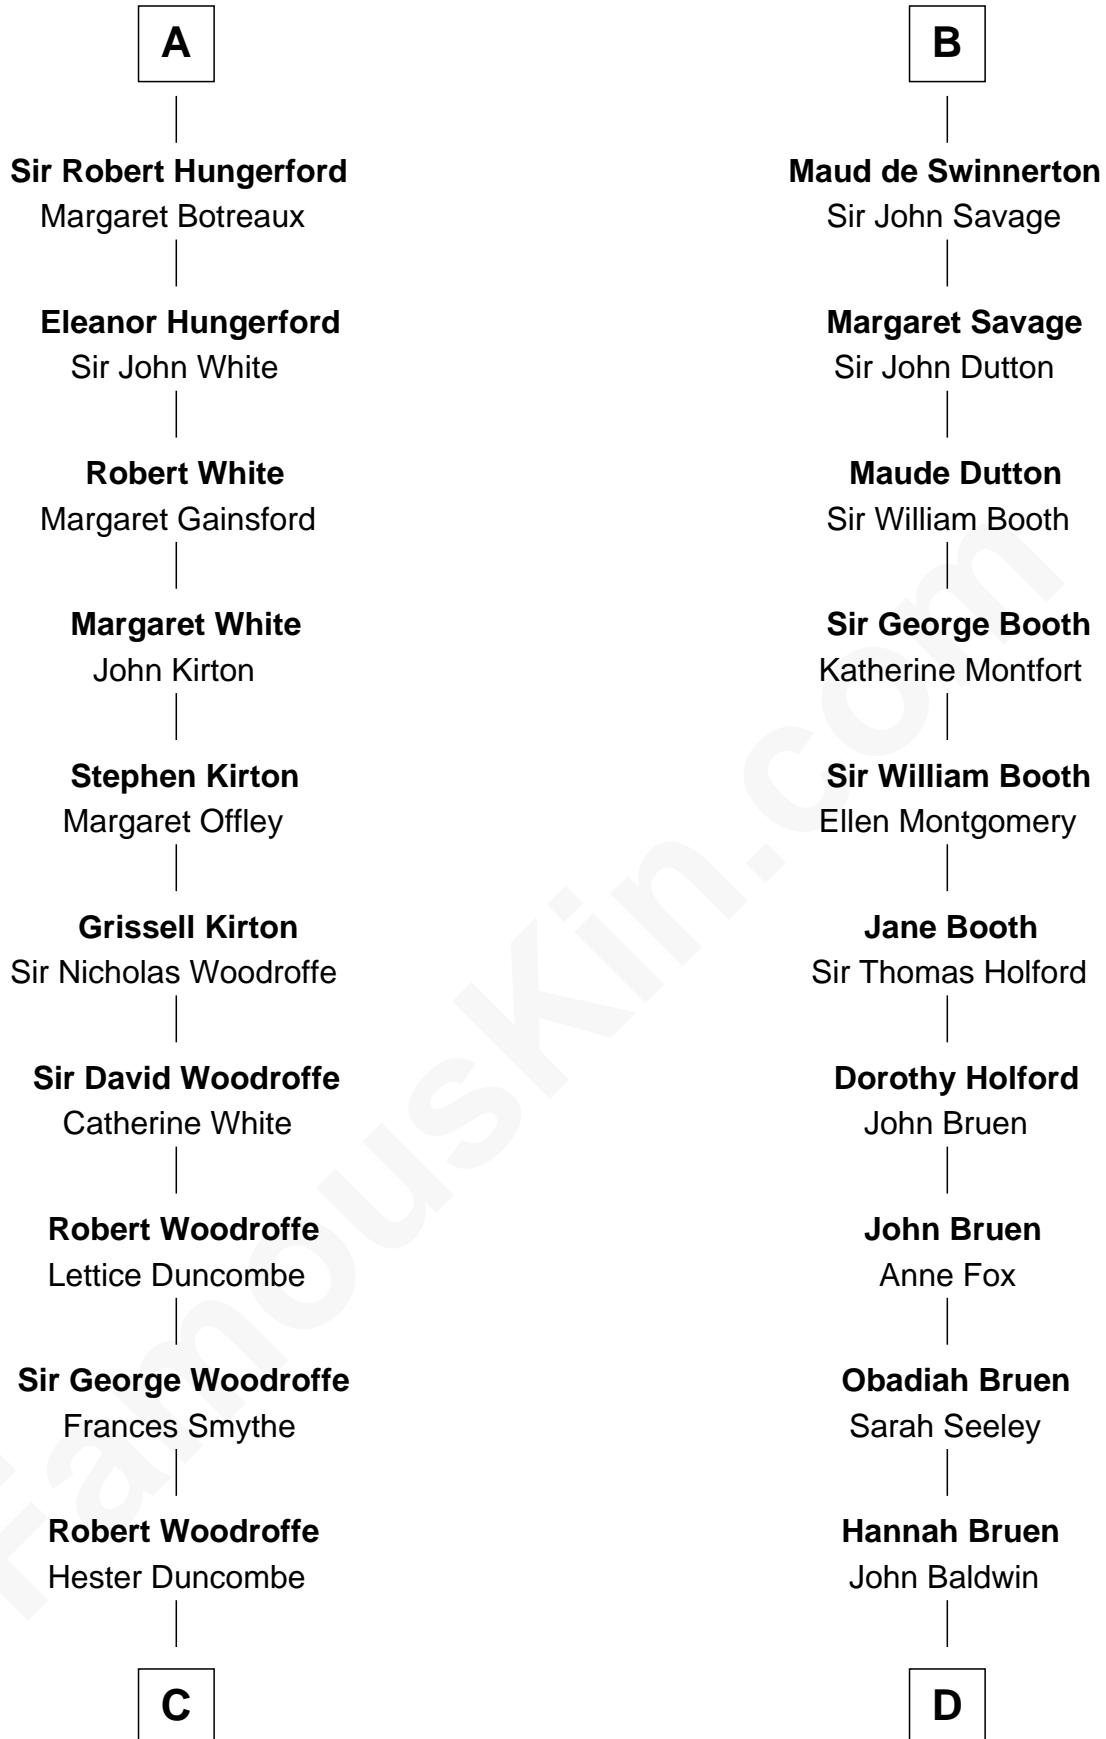 A
Sir Robert Hungerford
Margaret Botreaux
Eleanor Hungerford
Sir John White
Robert White
Margaret Gainsford
Margaret White
John Kirton
Stephen Kirton
Margaret Offley
Grissell Kirton
Sir Nicholas Woodroffe
Sir David Woodroffe
Catherine White
Robert Woodroffe
Lettice Duncombe
Sir George Woodroffe
Frances Smythe
Robert Woodroffe
Hester Duncombe
C
B
Maud de Swinnerton
Sir John Savage
Margaret Savage
Sir John Dutton
Maude Dutton
Sir William Booth
Sir George Booth
Katherine Montfort
Sir William Booth
Ellen Montgomery
Jane Booth
Sir Thomas Holford
Dorothy Holford
John Bruen
John Bruen
Anne Fox
Obadiah Bruen
Sarah Seeley
Hannah Bruen
John Baldwin
D
FamousKin.com